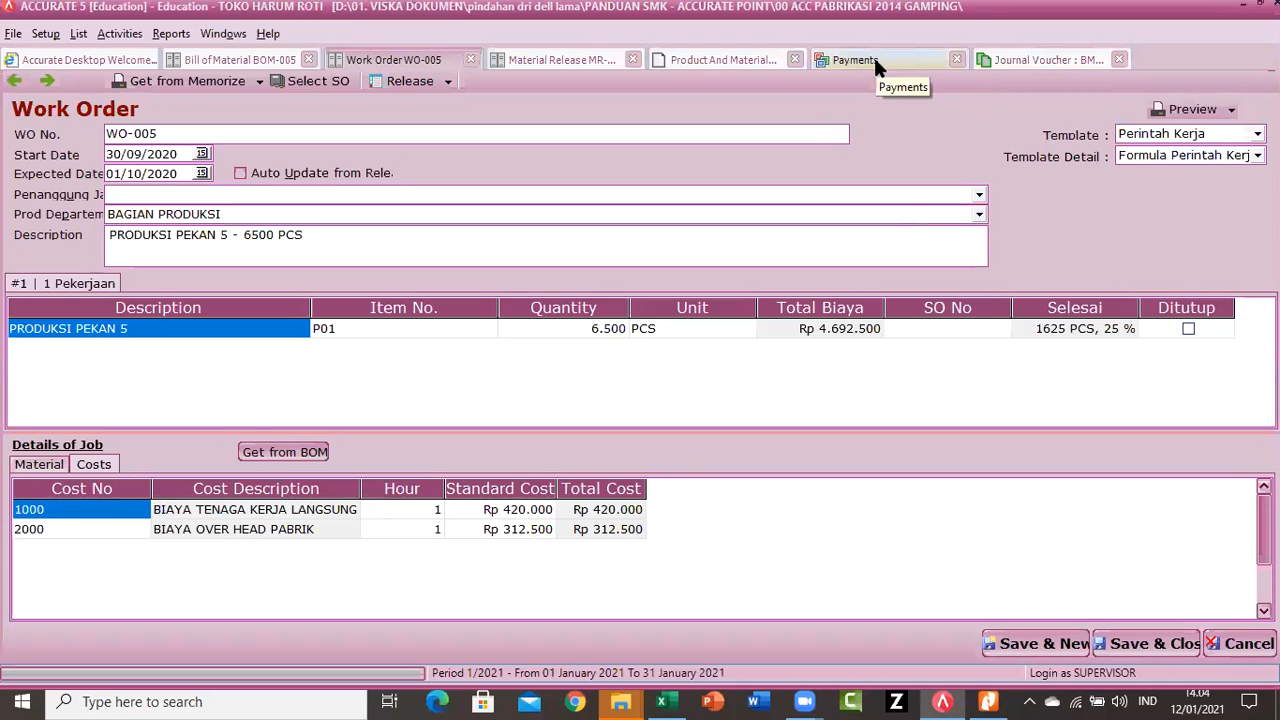 ACCURATE 5 [Education] - Education - TOKO HARUM ROTI [D:\01. VISKA DOKUMEN\pindahan dri dell lama\PANDUAN SMK - ACCURATE POINT\00 ACC PABRIKASI 2014 GAMPING\
File Setup List Activities Reports Windows Help
Accurate Desktop Welcome... Bill of Material BOM-005 Work Order WO-005 Material Release MR-... Product And Material... Payments Journal Voucher : BM...
Get from Memorize Select SO Release
Payments
Work Order
Preview
WO No. WO-005
Template : Perintah Kerja
Start Date 30/09/2020 15
Template Detail : Formula Perintah Kerj
Expected Date 01/10/2020 15 Auto Update from Rele.
Penanggung Ja
Prod Departem BAGIAN PRODUKSI
Description PRODUKSI PEKAN 5 - 6500 PCS
#1 | 1 Pekerjaan
Description Item No. Quantity Unit Total Biaya SO No Selesai Ditutup
PRODUKSI PEKAN 5 P01 6.500 PCS Rp 4.692.500 1625 PCS, 25 %
Details of Job
Get from BOM
Material Costs
Cost No Cost Description Hour Standard Cost Total Cost
1000 BIAYA TENAGA KERJA LANGSUNG 1 Rp 420.000 Rp 420.000
2000 BIAYA OVER HEAD PABRIK 1 Rp 312.500 Rp 312.500
Save & New Save & Clos Cancel
Period 1/2021 - From 01 January 2021 To 31 January 2021 Login as SUPERVISOR
Type here to search
IND
14.04
12/01/2021